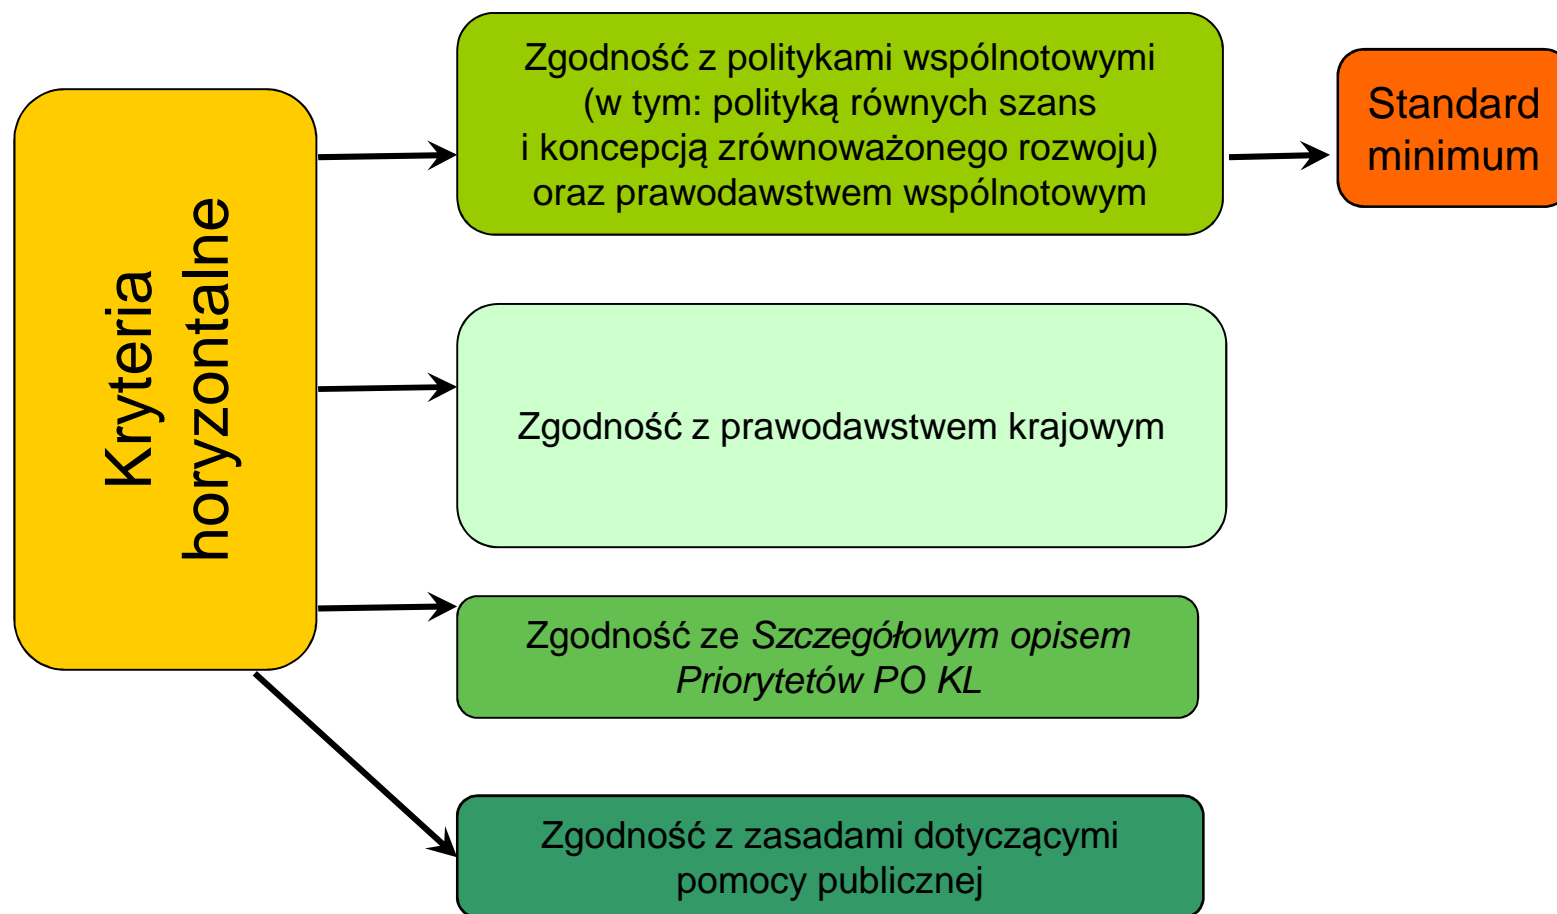 Kryteria
horyzontalne
Zgodność z politykami wspólnotowymi
(w tym: polityką równych szans
i koncepcją zrównoważonego rozwoju)
oraz prawodawstwem wspólnotowym
Standard
minimum
Zgodność z prawodawstwem krajowym
Zgodność ze Szczegółowym opisem
Priorytetów PO KL
Zgodność z zasadami dotyczącymi
pomocy publicznej